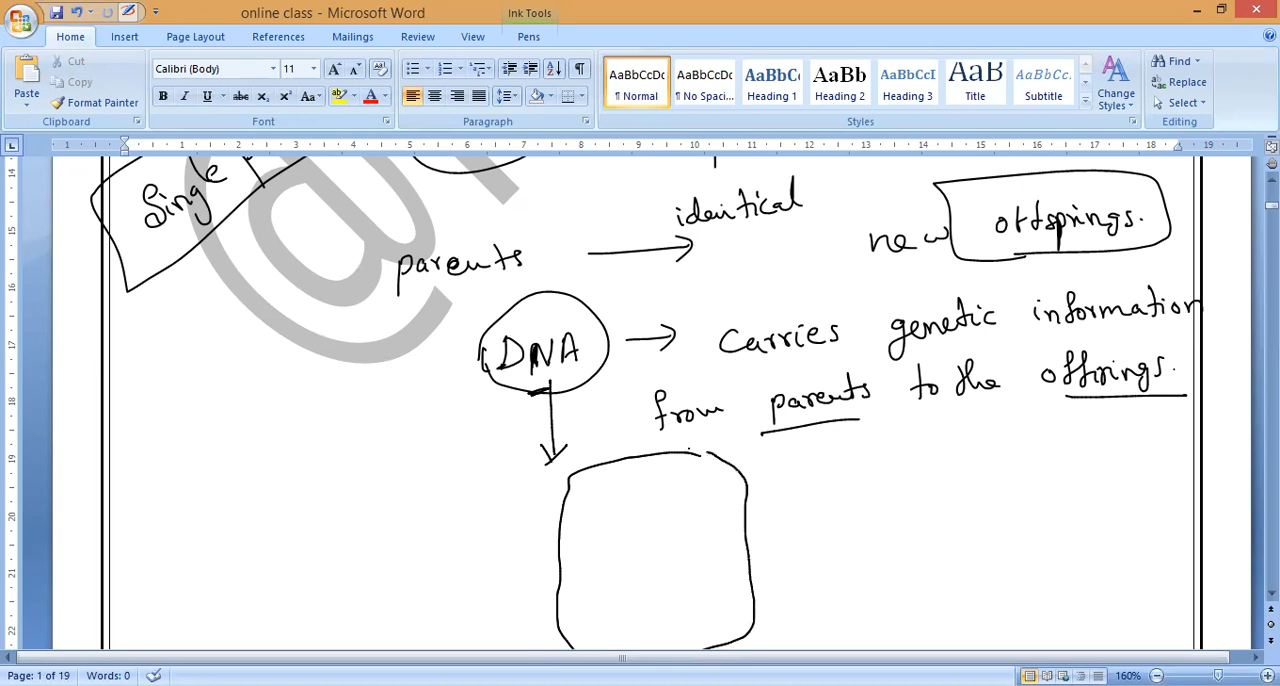 online class - Microsoft Word
Ink Tools
Home Insert Page Layout References Mailings Review View Pens
Paste
Cut
Copy
Format Painter
Clipboard
Calibri (Body) 11
Font
Paragraph
AaBbCcDc AaBbCcDc AaBbC AaBb AaBbCcI AaB AaBbCc.
¶ Normal ¶ No Spaci... Heading 1 Heading 2 Heading 3 Title Subtitle
Change Styles
Styles
Find
Replace
Select
Editing
Single
identical
parents → new offsprings.
DNA → Carries genetic information
from parents to the offsprings.
Page: 1 of 19 Words: 0 160%